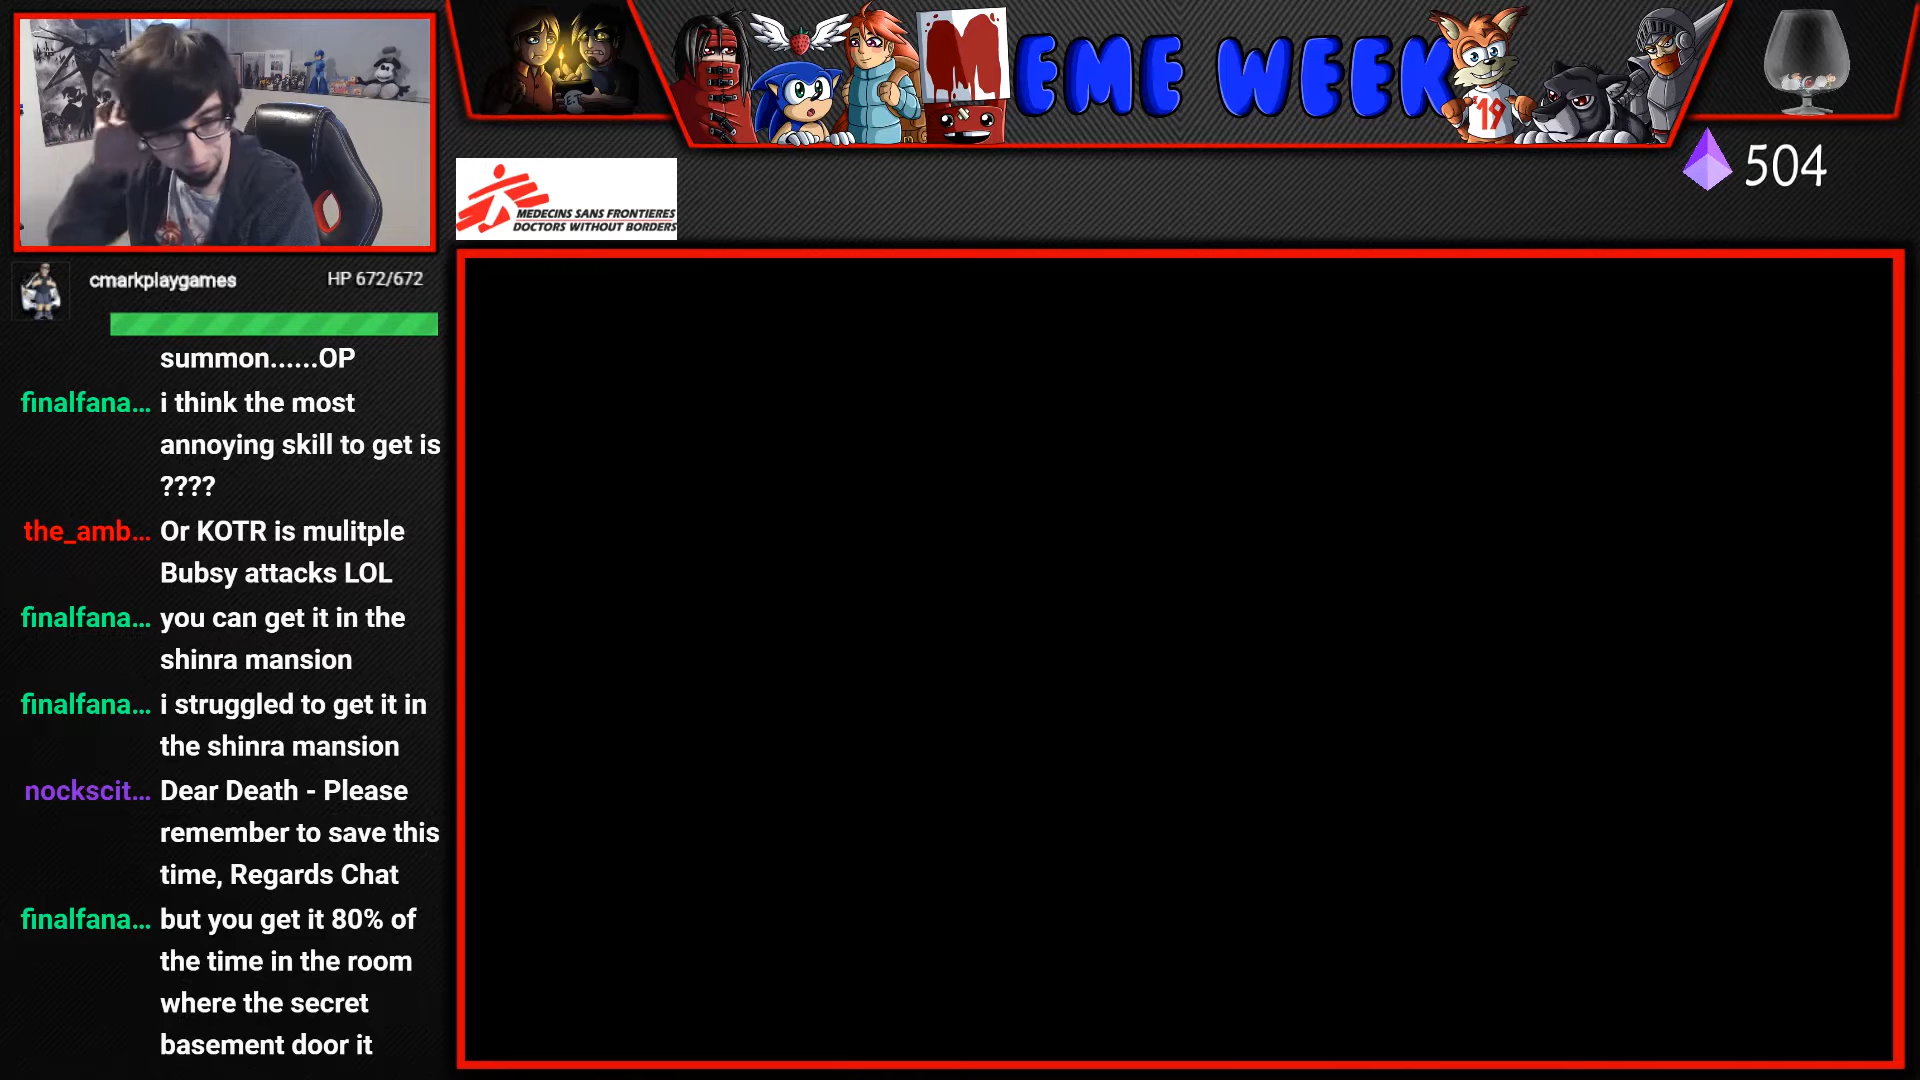 MEME WEEK
19
504
MEDECINS SANS FRONTIERES
DOCTORS WITHOUT BORDERS
cmarkplaygames HP 672/672
summon......OP
finalfana... i think the most
annoying skill to get is
????
the_amb... Or KOTR is mulitple
Bubsy attacks LOL
finalfana... you can get it in the
shinra mansion
finalfana... i struggled to get it in
the shinra mansion
nockscit... Dear Death - Please
remember to save this
time, Regards Chat
finalfana... but you get it 80% of
the time in the room
where the secret
basement door it